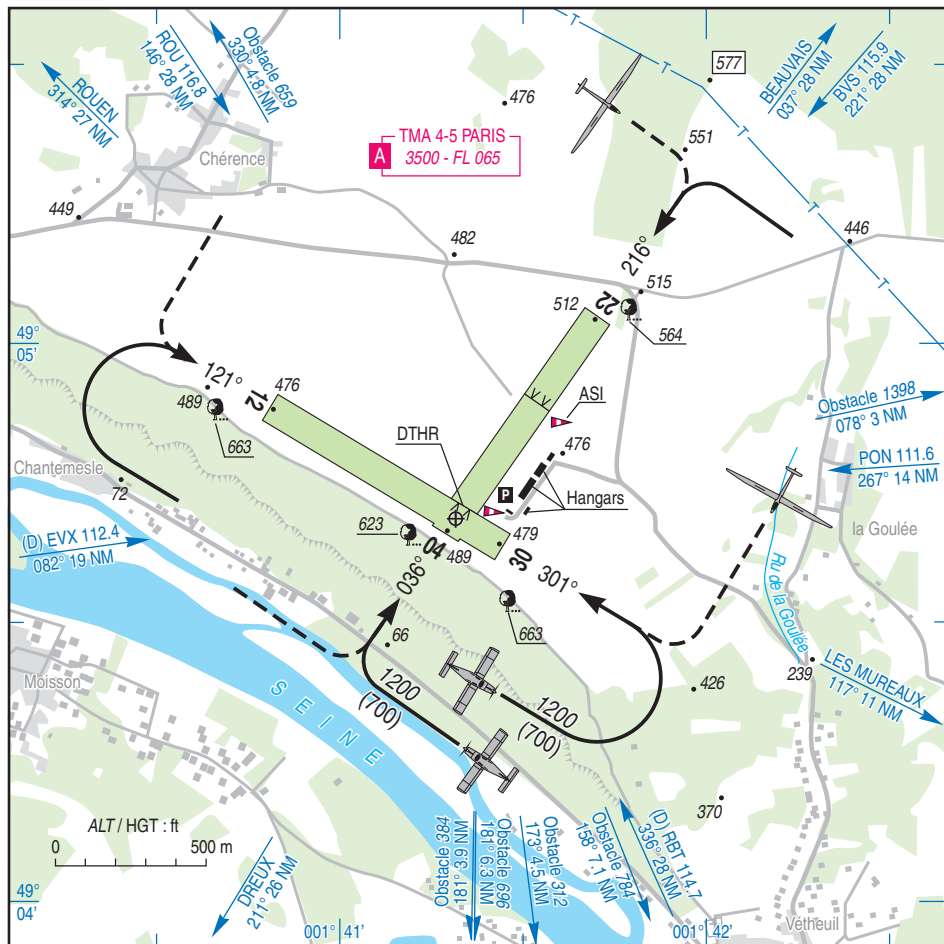 ROUEN
314° 27 NM
ROU 116.8
146° 28 NM
Obstacle 659
330° 4.8 NM
476
TMA 4-5 PARIS
A
3500 - FL 065
577
BEAUVAIS
037° 28 NM
BVS 115.9
221° 28 NM
T
T
T
T
551
Chérence
449
482
446
216°
515
22
512
564
49°
05'
121°
12
476
489
663
ASI
DTHR
476
P
Hangars
Obstacle 1398
078° 3 NM
PON 111.6
267° 14 NM
Chantemesle
72
(D) EVX 112.4
082° 19 NM
623
04
489
479
30
036°
301°
663
la Goulée
Ru de la Goulée
66
239
LES MUREAUX
117° 11 NM
Moisson
SEINE
1200
(700)
1200
(700)
426
370
ALT / HGT : ft
0
500 m
DREUX
211° 26 NM
Obstacle 384
181° 3.9 NM
Obstacle 696
181° 6.3 NM
Obstacle 312
173° 4.5 NM
Obstacle 784
158° 7.1 NM
(D) RBT 114.7
336° 28 NM
49°
04'
001° 41'
001° 42'
Vétheuil